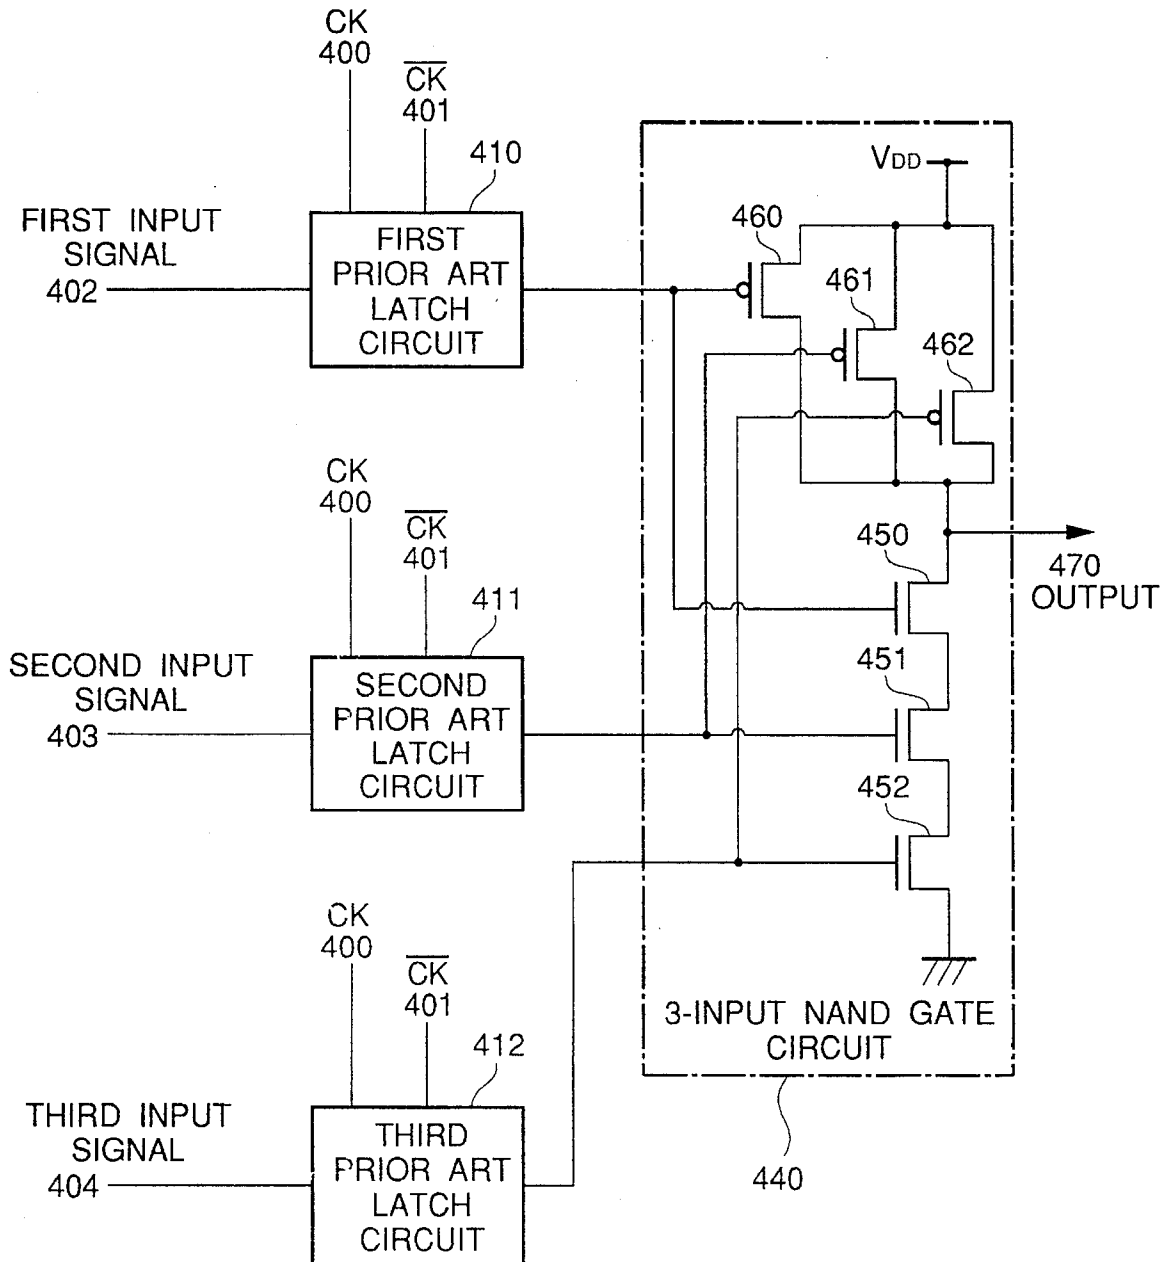 CK
400
CK
401
410
FIRST INPUT
SIGNAL
402
FIRST
PRIOR ART
LATCH
CIRCUIT
VDD
460
461
462
CK
400
CK
401
411
SECOND INPUT
SIGNAL
403
SECOND
PRIOR ART
LATCH
CIRCUIT
450
470
OUTPUT
451
452
CK
400
CK
401
412
THIRD INPUT
SIGNAL
404
THIRD
PRIOR ART
LATCH
CIRCUIT
3-INPUT NAND GATE
CIRCUIT
440